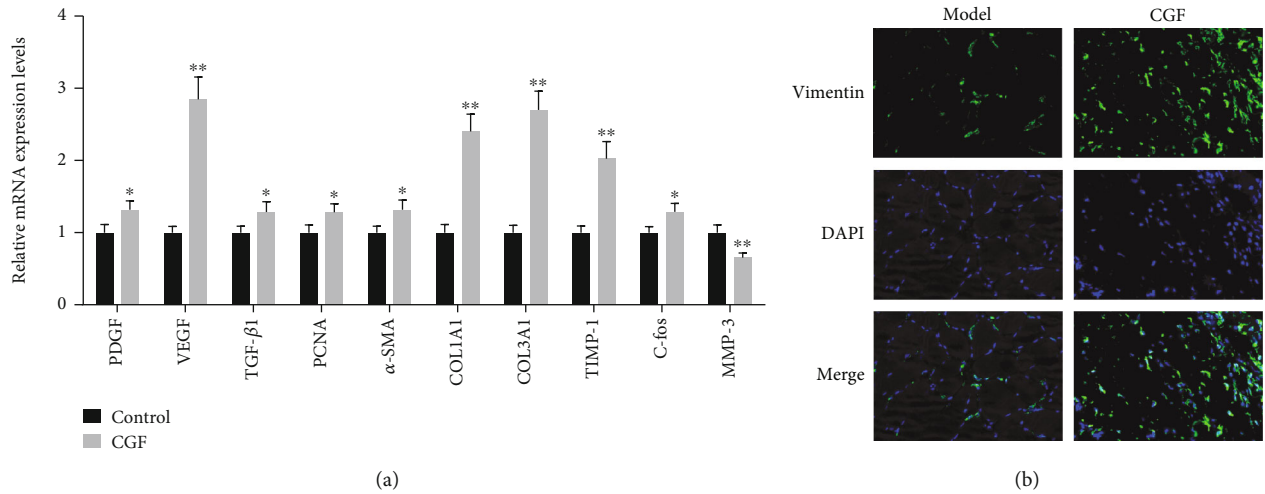 Relative mRNA expression levels
4
3
2
1
0
*
**
*
*
*
**
**
**
*
**
PDGF
VEGF
TGF-β1
PCNA
α-SMA
COL1A1
COL3A1
TIMP-1
C-fos
MMP-3
Control
CGF
(a)
Model CGF
Vimentin
DAPI
Merge
(b)